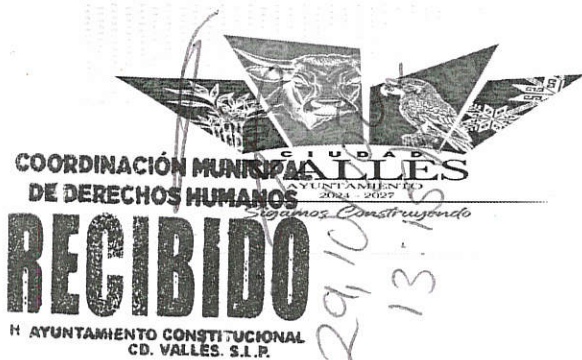 CIUDAD
VALLES
AYUNTAMIENTO
2024 - 2027
Sigamos Construyendo
COORDINACIÓN MUNICIPAL
DE DERECHOS HUMANOS
RECIBIDO
H AYUNTAMIENTO CONSTITUCIONAL
CD. VALLES. S.L.P.
29, 10
13:15